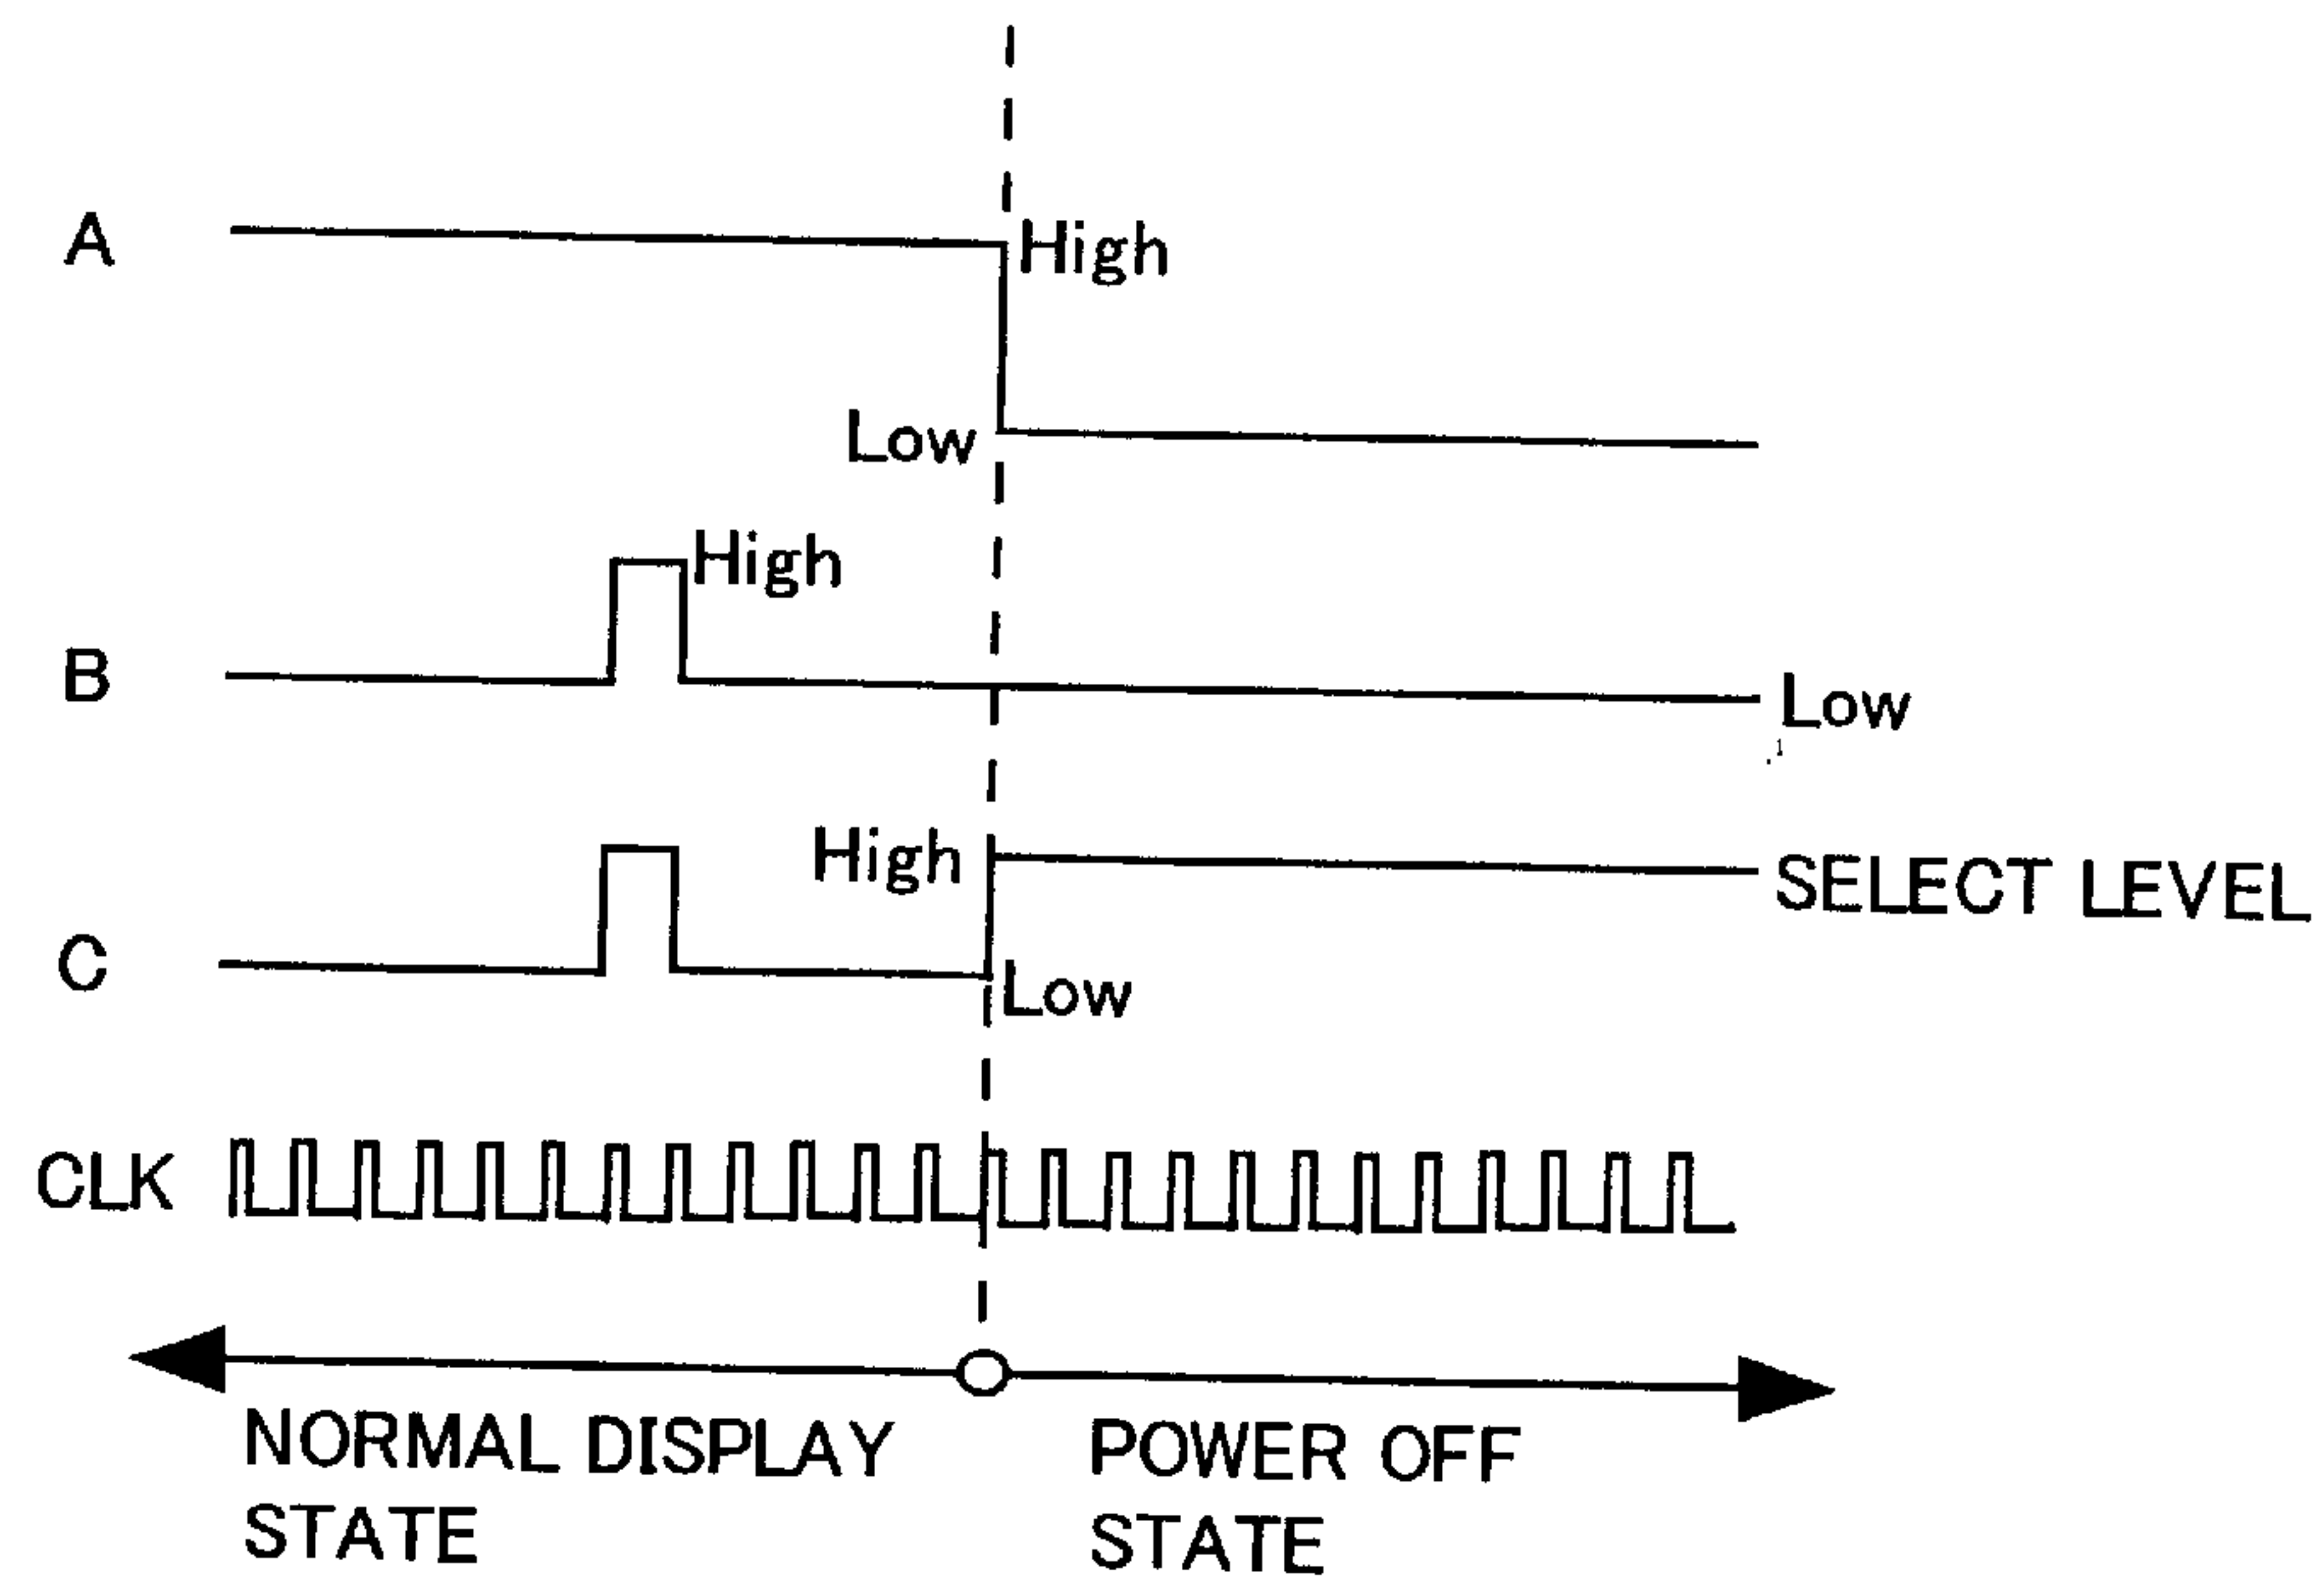 A
High
Low
High
B
Low
High
SELECT LEVEL
C
Low
CLK
NORMAL DISPLAY
STATE
POWER OFF
STATE